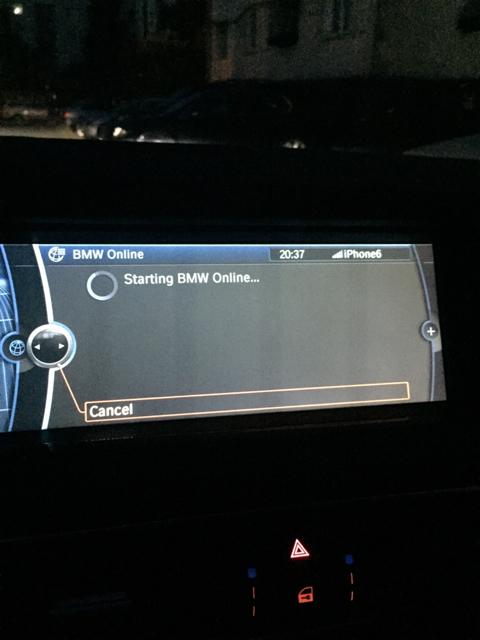 BMW Online
20:37
iPhone6
Starting BMW Online...
Cancel